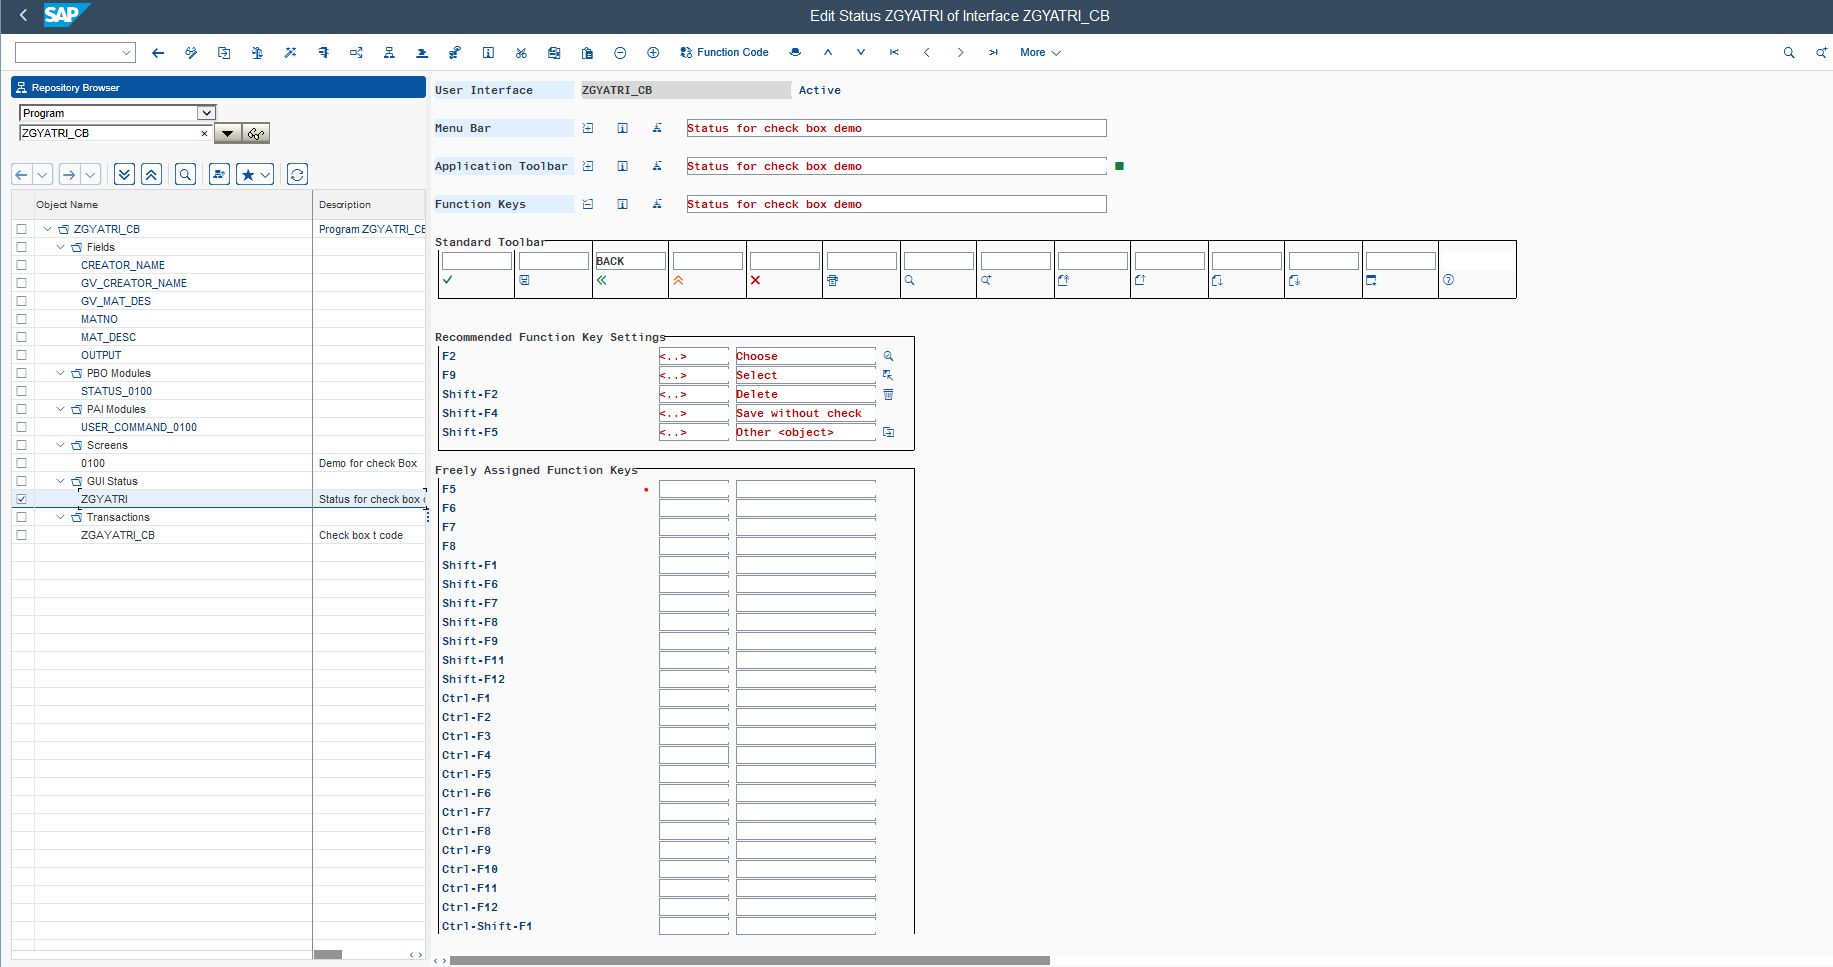 SAP
Edit Status ZGYATRI of Interface ZGYATRI_CB
Function Code
More
Repository Browser
Program
ZGYATRI_CB
Object Name
Description
ZGYATRI_CB
Program ZGYATRI_CB
Fields
CREATOR_NAME
GV_CREATOR_NAME
GV_MAT_DES
MATNO
MAT_DESC
OUTPUT
PBO Modules
STATUS_0100
PAI Modules
USER_COMMAND_0100
Screens
0100
Demo for check Box
GUI Status
ZGYATRI
Status for check box
Transactions
ZGAYATRI_CB
Check box t code
User Interface
ZGYATRI_CB
Active
Menu Bar
Status for check box demo
Application Toolbar
Status for check box demo
Function Keys
Status for check box demo
Standard Toolbar
BACK
Recommended Function Key Settings
F2 <..> Choose
F9 <..> Select
Shift-F2 <..> Delete
Shift-F4 <..> Save without check
Shift-F5 <..> Other <object>
Freely Assigned Function Keys
F5
F6
F7
F8
Shift-F1
Shift-F6
Shift-F7
Shift-F8
Shift-F9
Shift-F11
Shift-F12
Ctrl-F1
Ctrl-F2
Ctrl-F3
Ctrl-F4
Ctrl-F5
Ctrl-F6
Ctrl-F7
Ctrl-F8
Ctrl-F9
Ctrl-F10
Ctrl-F11
Ctrl-F12
Ctrl-Shift-F1